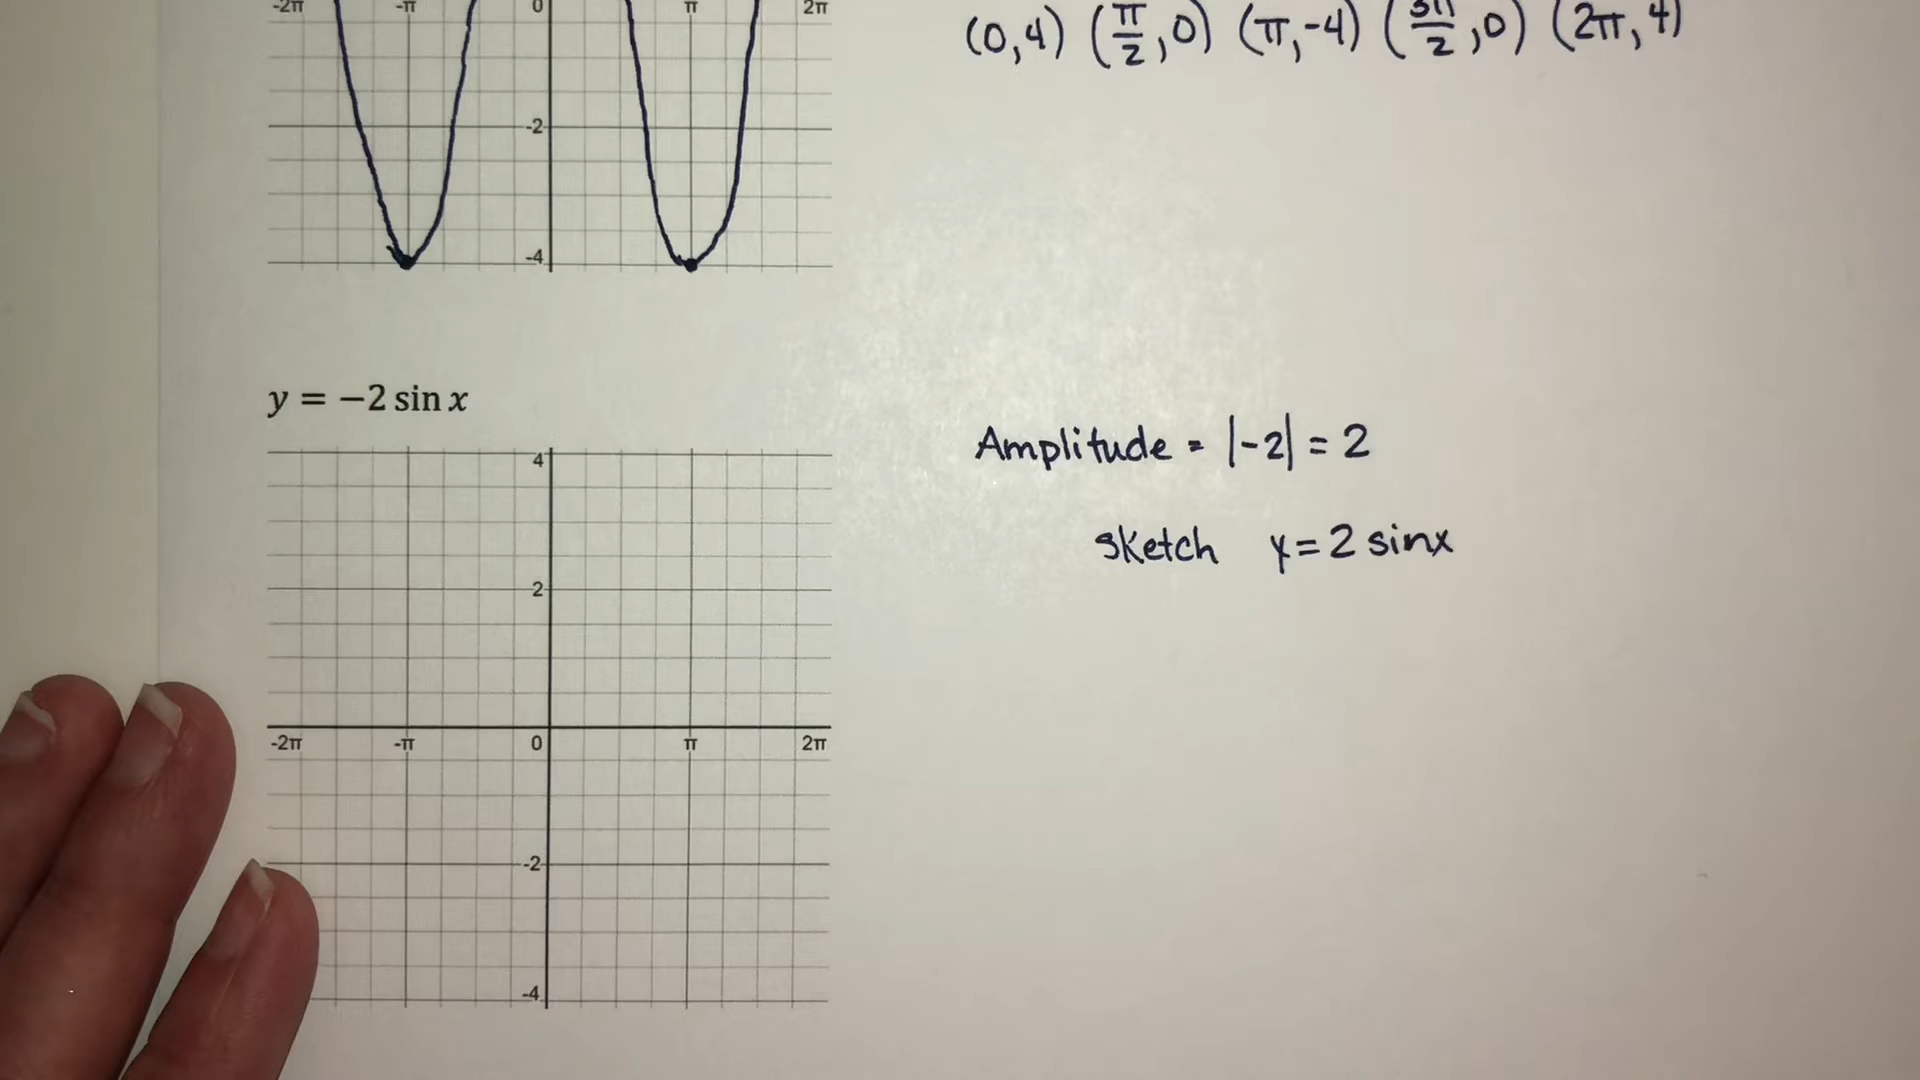 -2π -π 0 π 2π
(0,4) (π/2,0) (π,-4) (3π/2,0) (2π,4)
-2
-4
y = −2 sin x
Amplitude = |-2| = 2
sketch y=2 sinx
4
2
-2π -π 0 π 2π
-2
-4